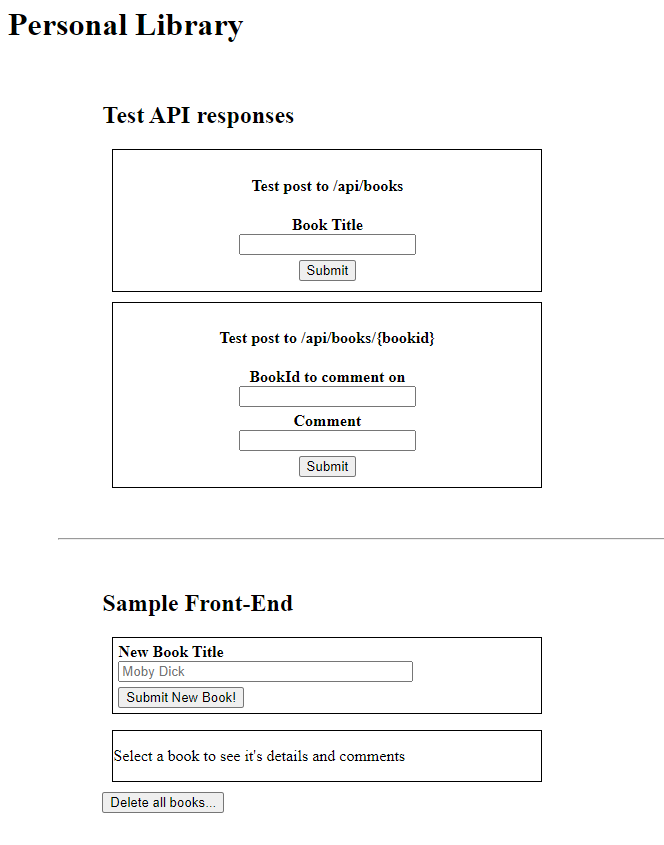 Personal Library
Test API responses
Test post to /api/books
Book Title
Submit
Test post to /api/books/{bookid}
BookId to comment on
Comment
Submit
Sample Front-End
New Book Title
Moby Dick
Submit New Book!
Select a book to see it's details and comments
Delete all books...